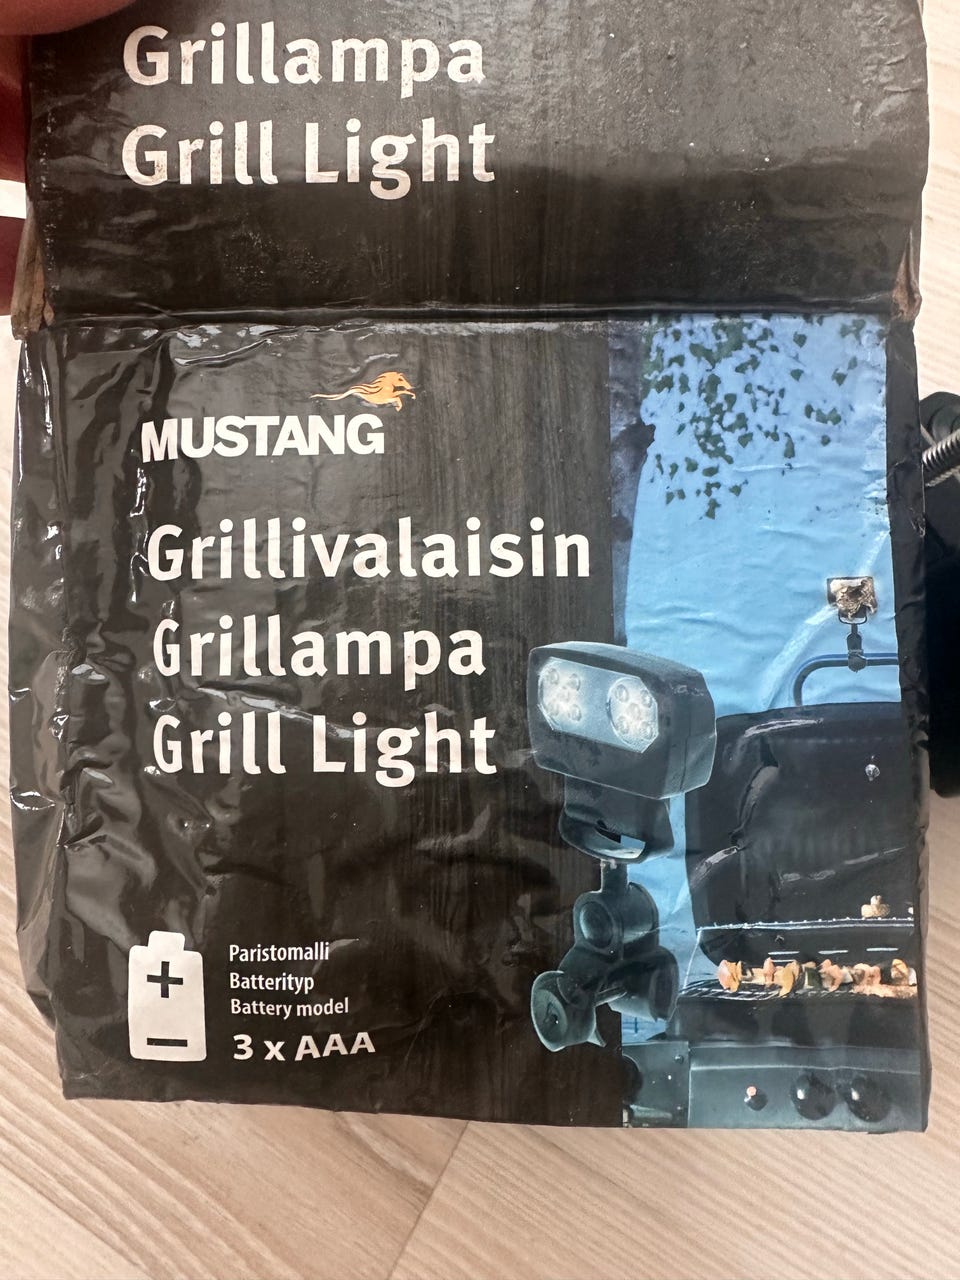 Grillampa
Grill Light
MUSTANG
Grillivalaisin
Grillampa
Grill Light
Paristomalli
Batterityp
Battery model
3 x AAA